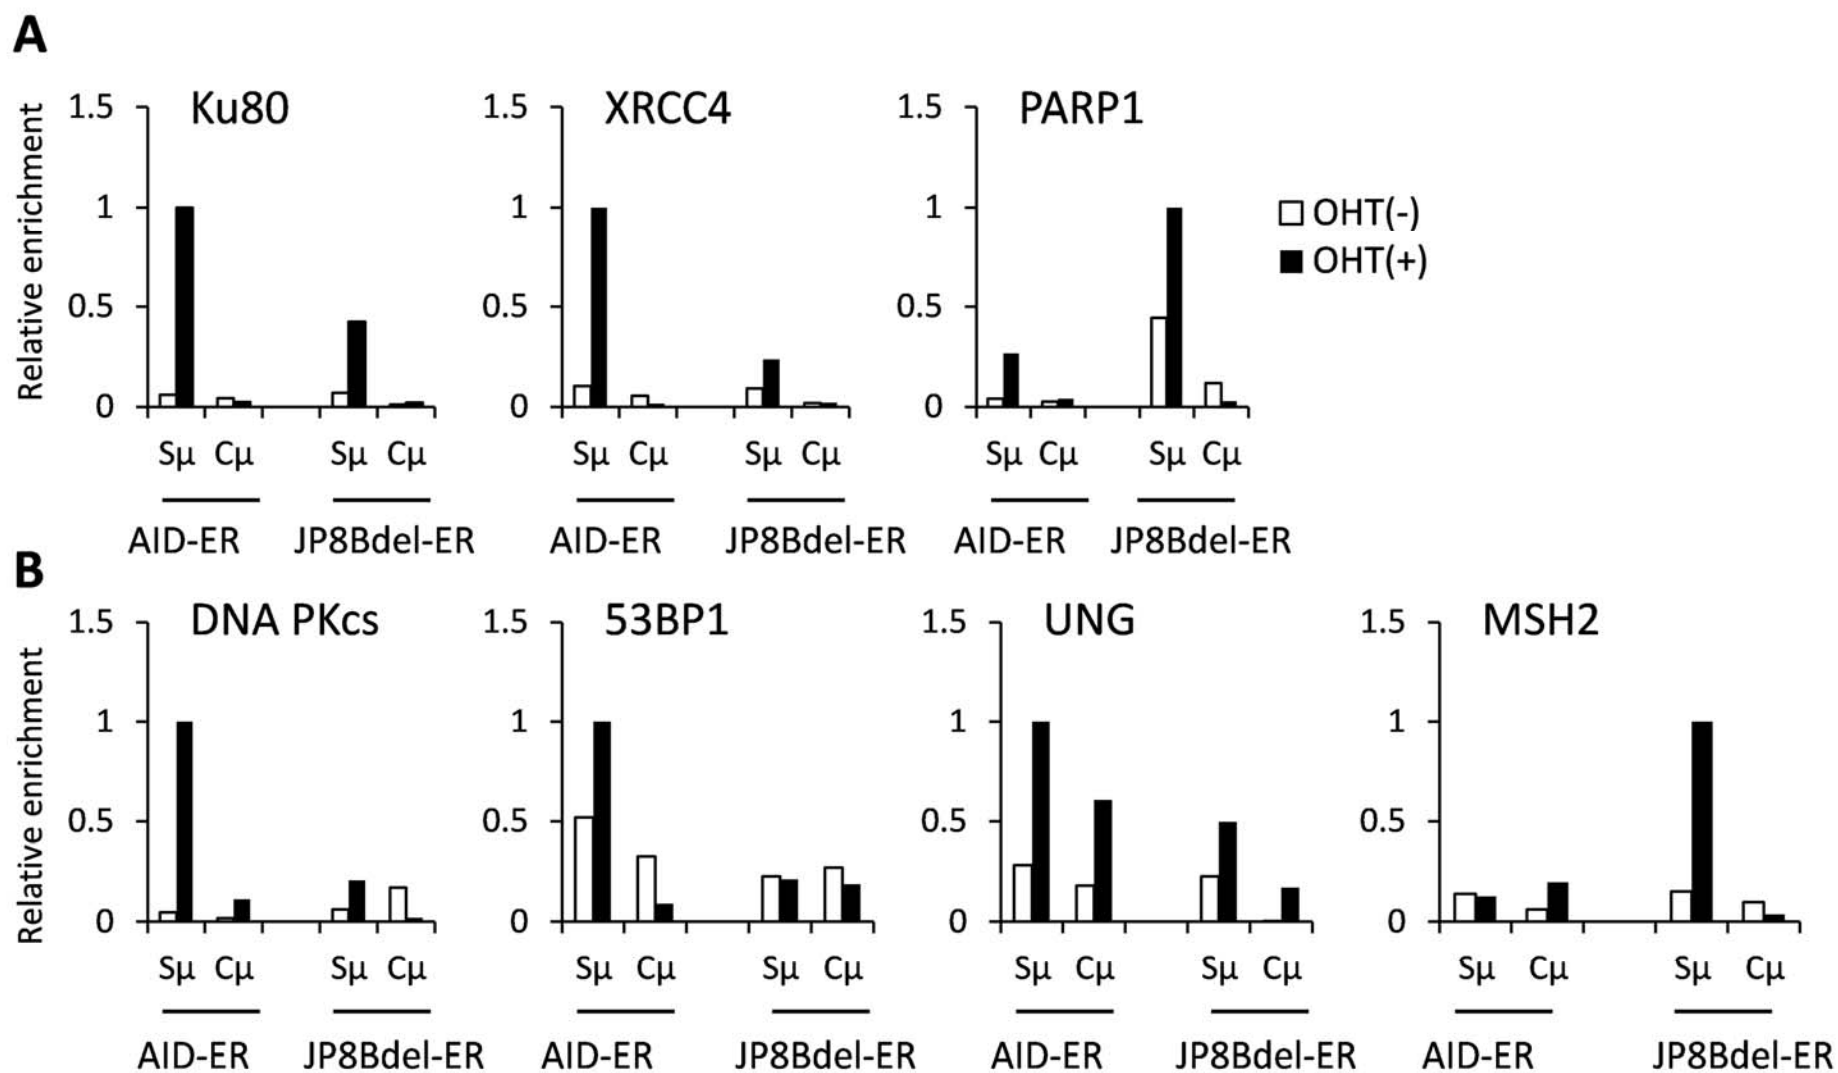 A
Ku80 XRCC4 PARP1
Relative enrichment
1.5 1.5 1.5
1 1 1
0.5 0.5 0.5
0 0 0
OHT(-)
OHT(+)
Sμ Cμ Sμ Cμ Sμ Cμ Sμ Cμ Sμ Cμ Sμ Cμ
AID-ER JP8Bdel-ER AID-ER JP8Bdel-ER AID-ER JP8Bdel-ER
B
DNA PKcs 53BP1 UNG MSH2
Relative enrichment
1.5 1.5 1.5 1.5
1 1 1 1
0.5 0.5 0.5 0.5
0 0 0 0
Sμ Cμ Sμ Cμ Sμ Cμ Sμ Cμ Sμ Cμ Sμ Cμ Sμ Cμ Sμ Cμ
AID-ER JP8Bdel-ER AID-ER JP8Bdel-ER AID-ER JP8Bdel-ER AID-ER JP8Bdel-ER